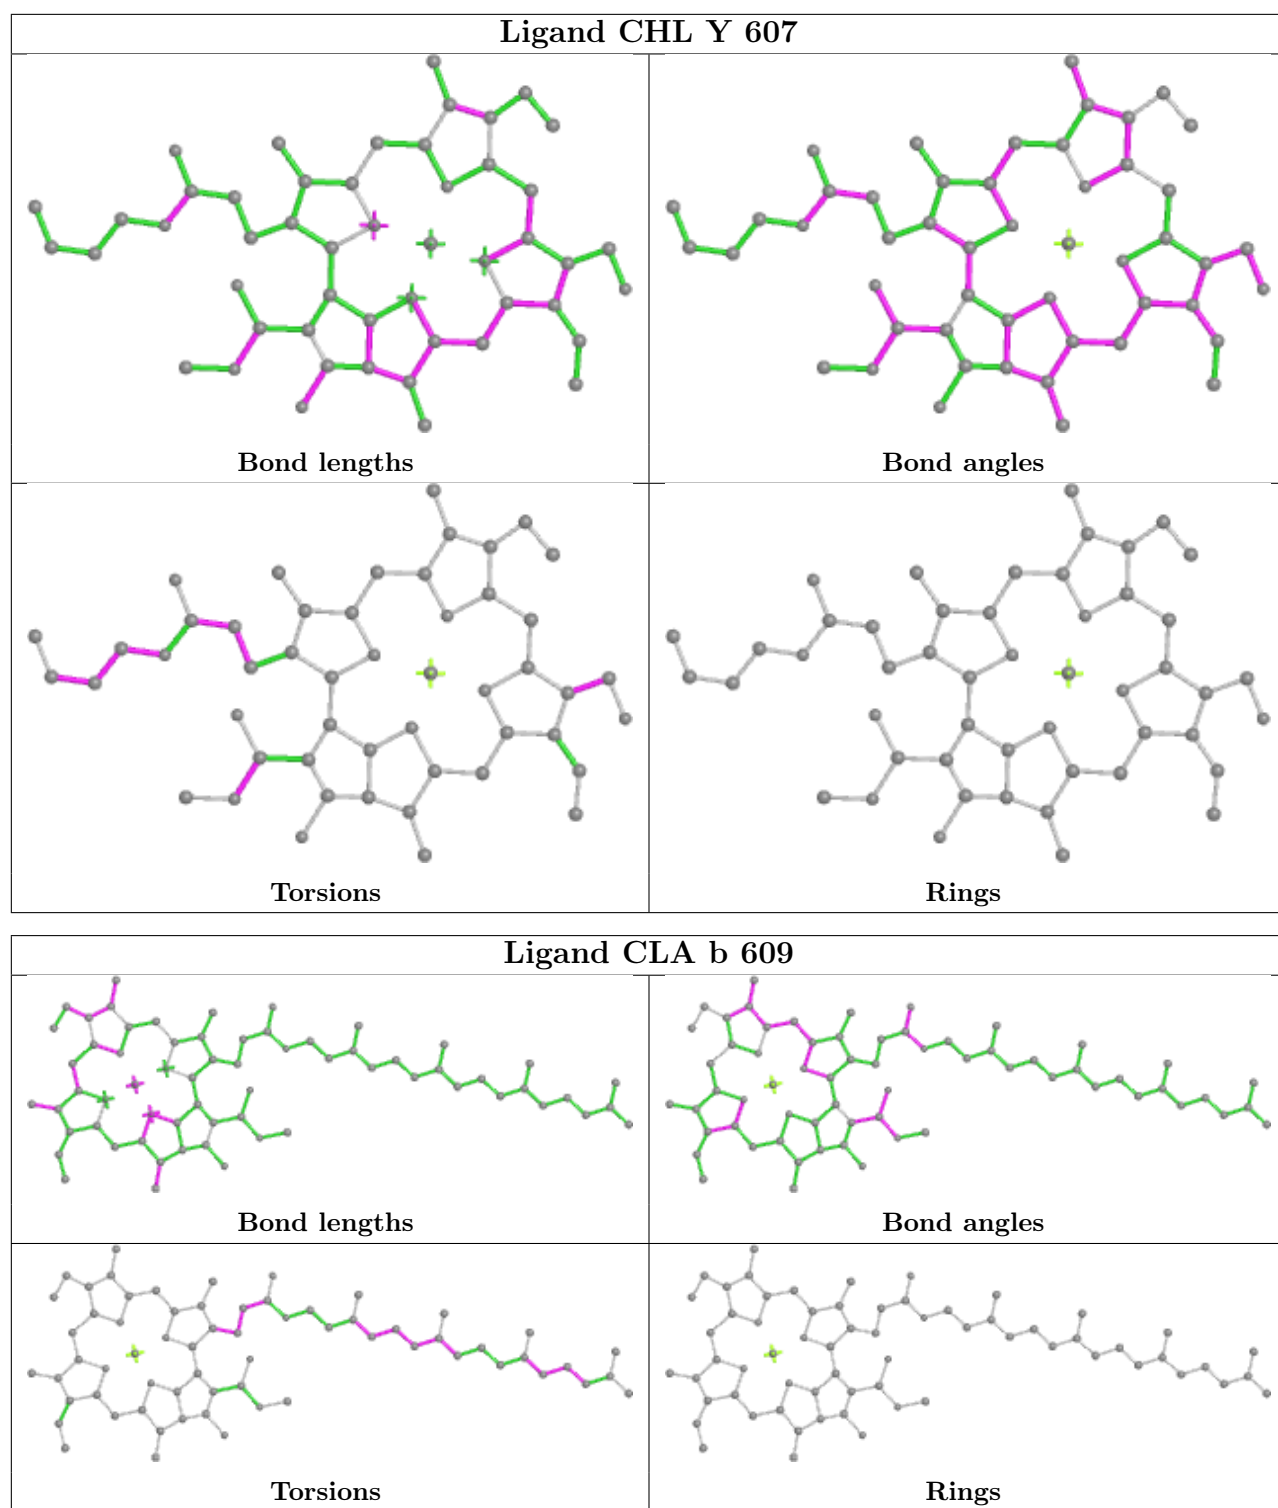 Ligand CHL Y 607
Bond lengths
Bond angles
Torsions
Rings
Ligand CLA b 609
Bond lengths
Bond angles
Torsions
Rings